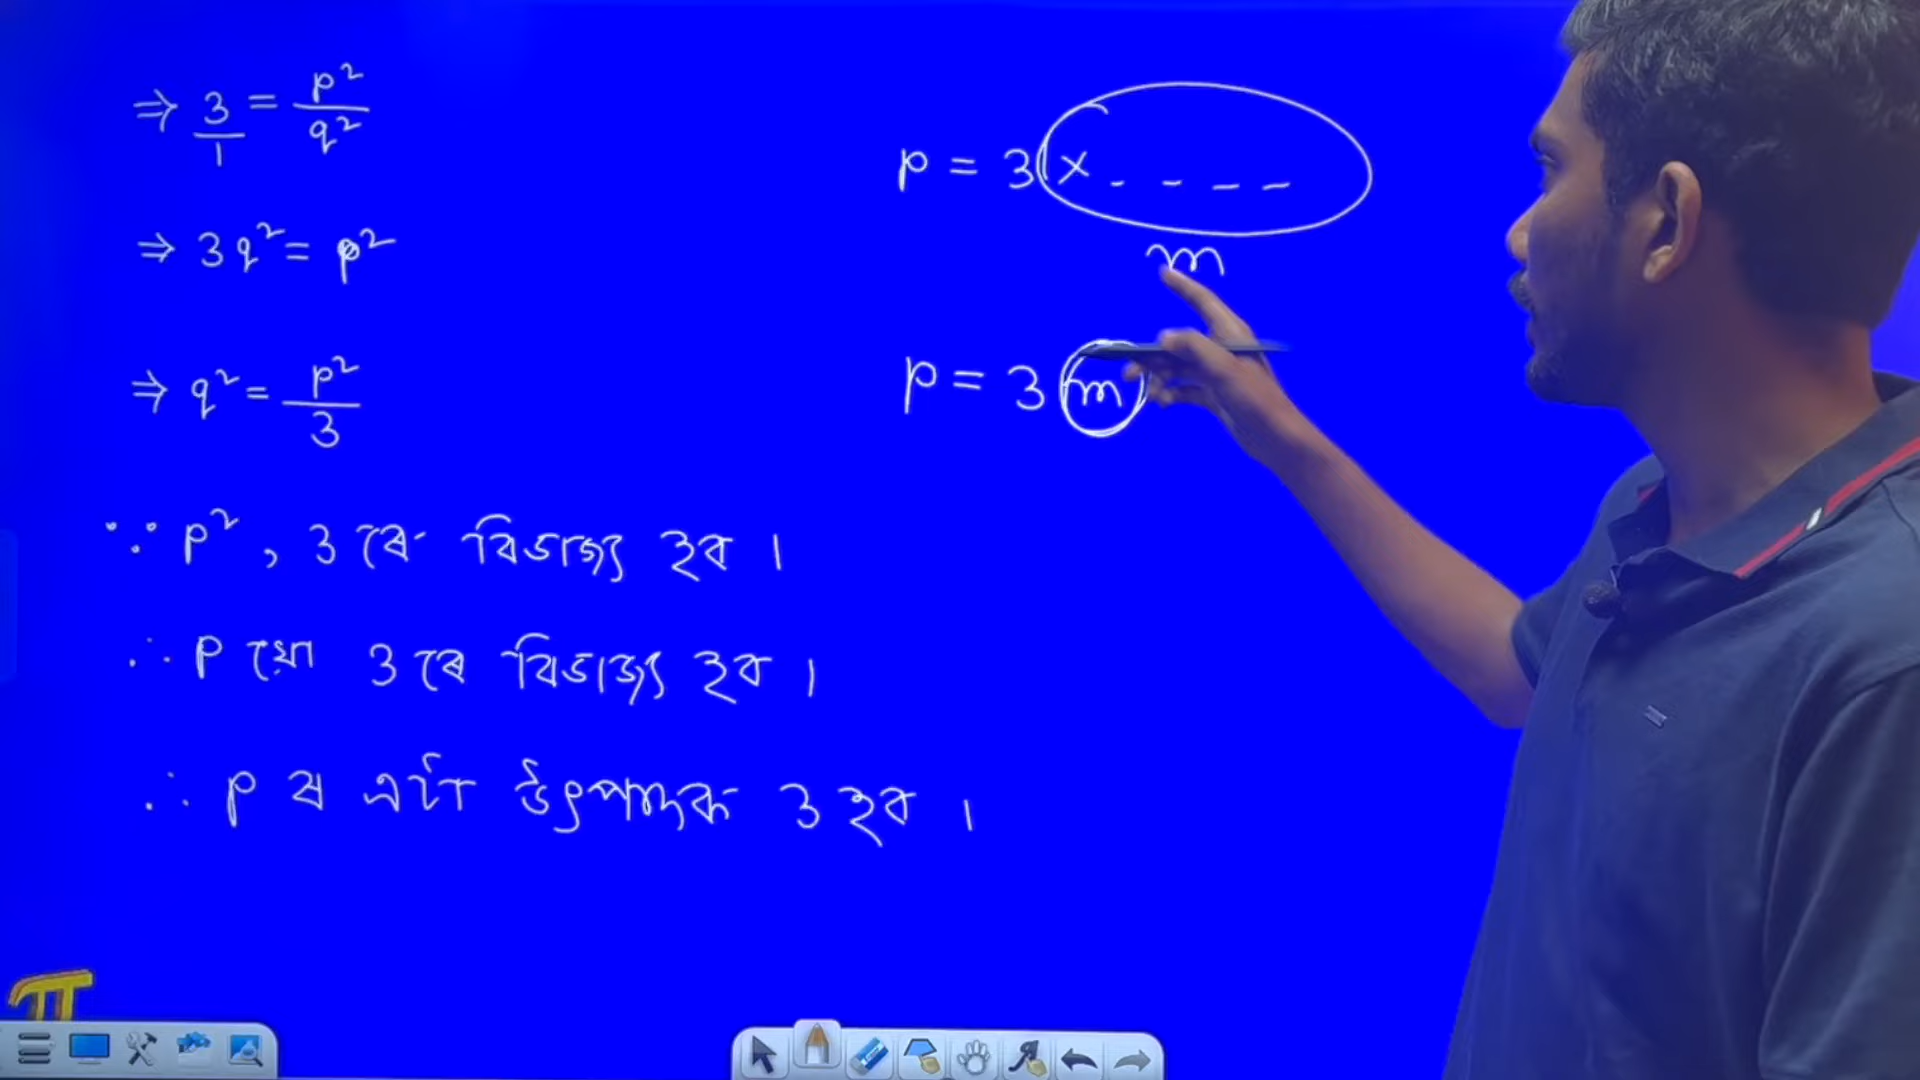 ⇒ 3/1 = p²/q²
⇒ 3q² = p²
⇒ q² = p²/3
∵ p², 3 ৰে বিভাজ্য হব।
∴ p যো 3 ৰে বিভাজ্য হব।
∴ p ৰ এটা উৎপাদক 3 হব।
p = 3 × - - - -
m
p = 3 m